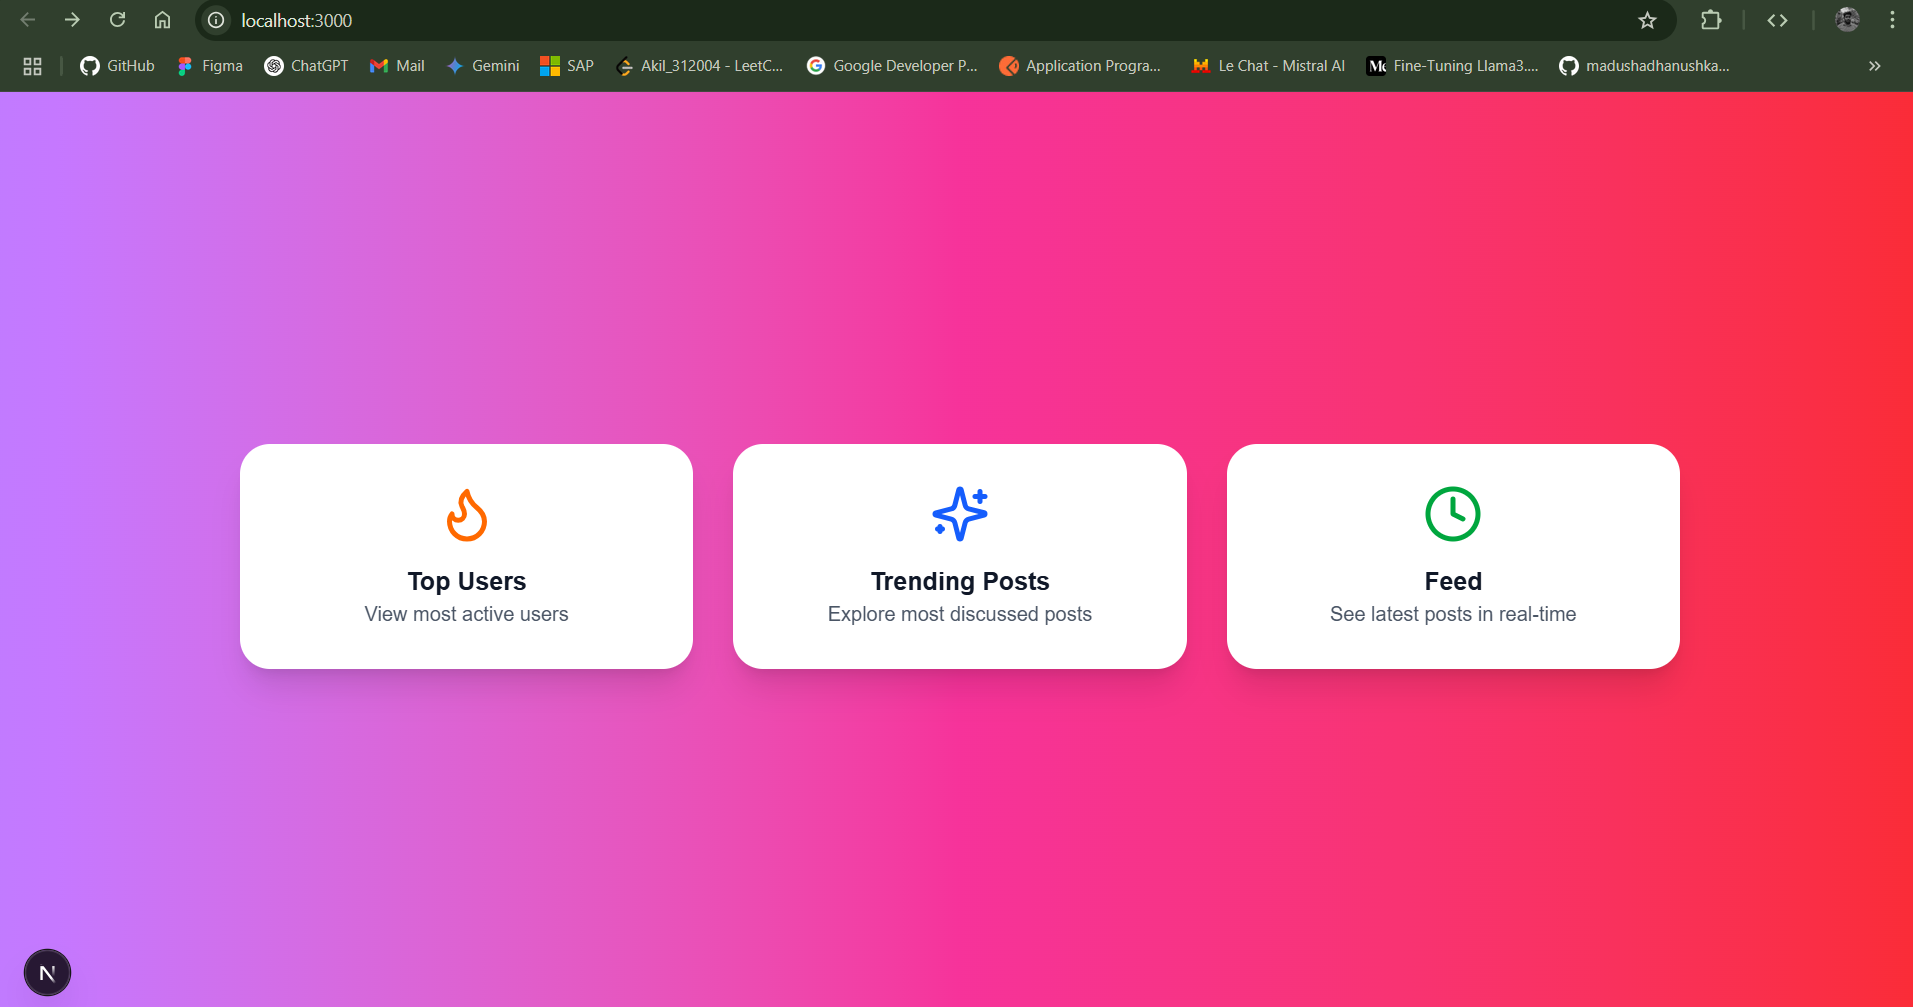 localhost:3000
GitHub Figma ChatGPT Mail Gemini SAP Akil_312004 - LeetC... Google Developer P... Application Progra... Le Chat - Mistral AI Fine-Tuning Llama3.... madushadhanushka...
Top Users
View most active users
Trending Posts
Explore most discussed posts
Feed
See latest posts in real-time
N